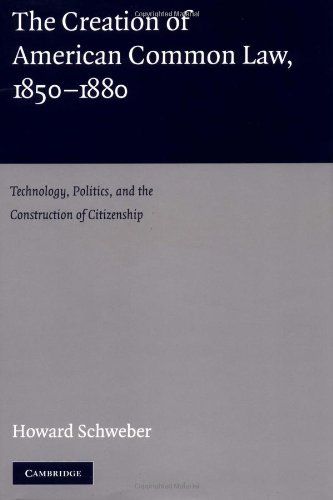 The Creation of
American Common Law,
1850–1880
Technology, Politics, and the
Construction of Citizenship
Howard Schweber
CAMBRIDGE